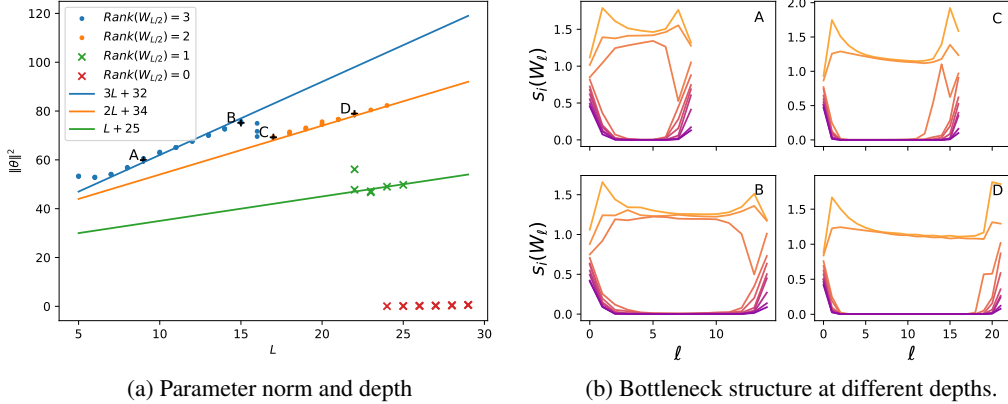 Rank(W_{L/2}) = 3
Rank(W_{L/2}) = 2
Rank(W_{L/2}) = 1
Rank(W_{L/2}) = 0
3L + 32
2L + 34
L + 25
A
B
C
D
120
100
80
60
40
20
0
‖θ‖²
5 10 15 20 25 30
L
(a) Parameter norm and depth
A
1.5
1.0
0.5
0.0
0 5 10
s_i(W_ℓ)
C
2.0
1.5
1.0
0.5
0.0
0 5 10 15 20
B
1.5
1.0
0.5
0.0
0 5 10
s_i(W_ℓ)
ℓ
D
1.5
1.0
0.5
0.0
0 5 10 15 20
ℓ
(b) Bottleneck structure at different depths.